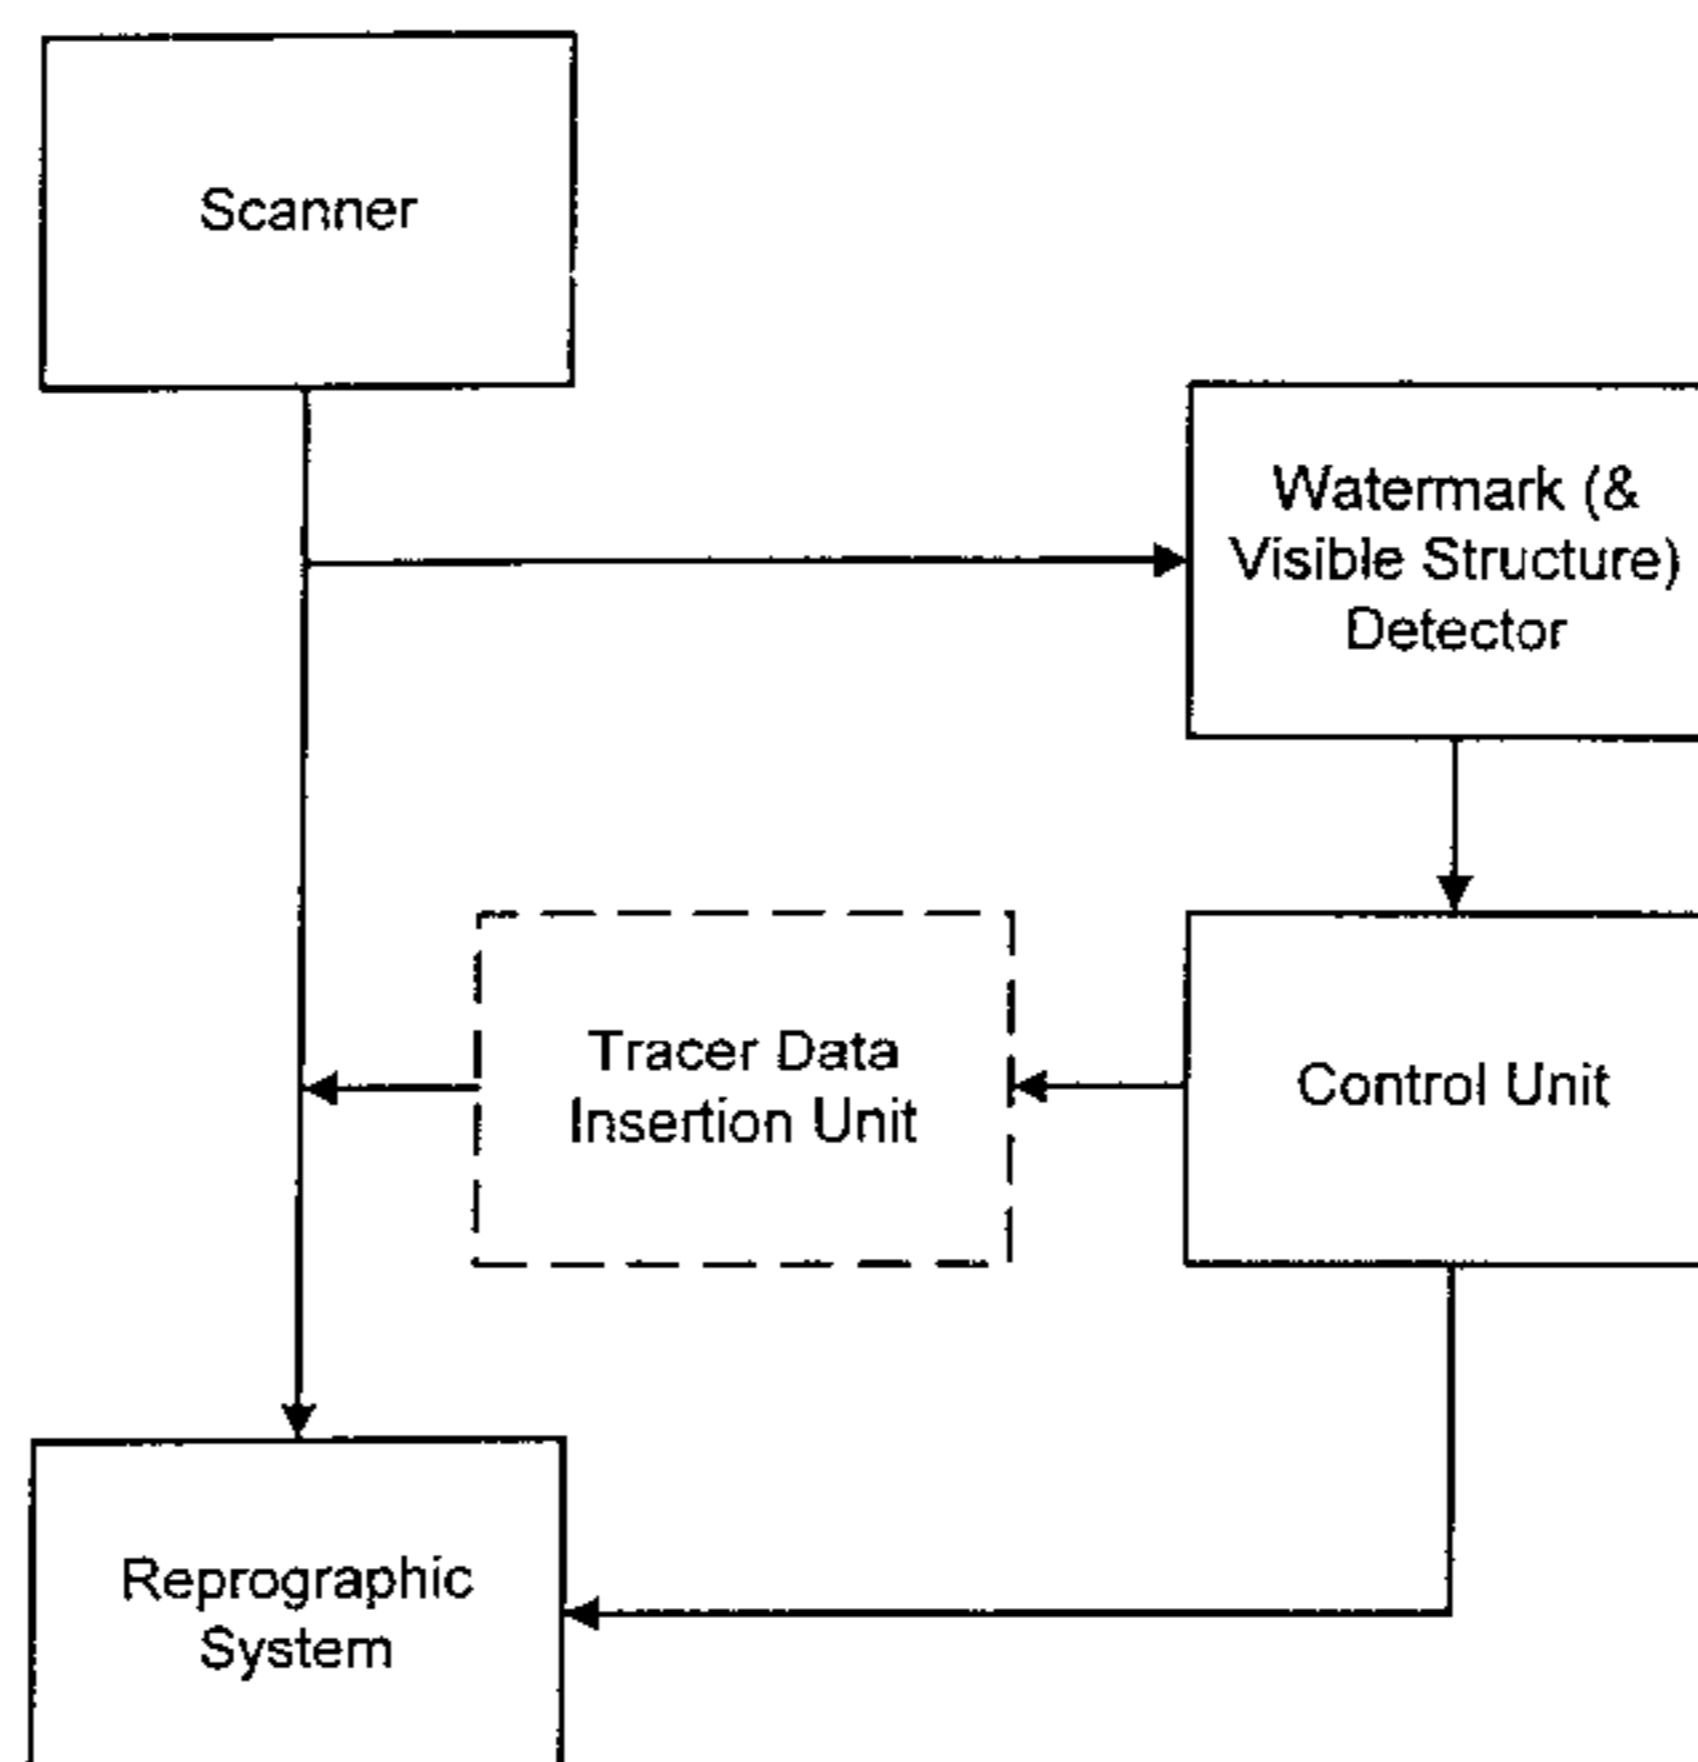 Scanner
Watermark (&
Visible Structure)
Detector
Tracer Data
Insertion Unit
Control Unit
Reprographic
System